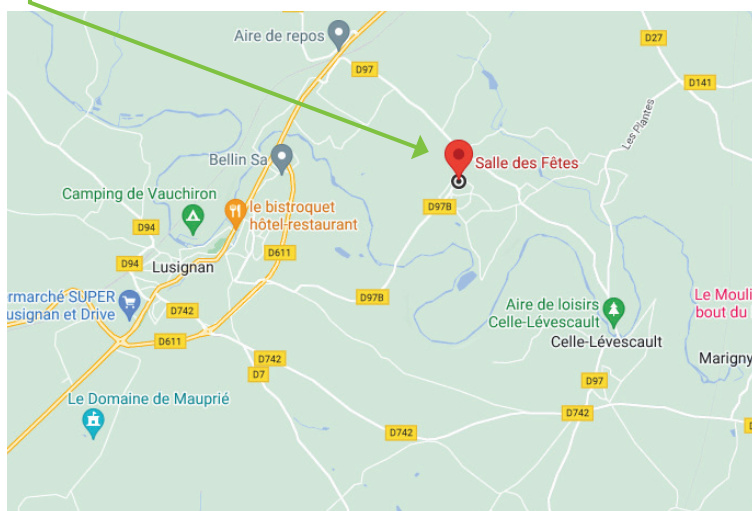 Aire de repos
D27
D97
D141
Les Plantes
Bellin Sa
Salle des Fêtes
Camping de Vauchiron
D94
le bistroquet
hôtel-restaurant
D97B
D611
D94
Lusignan
D97B
ermarché SUPER
usignan et Drive
D742
Aire de loisirs
Celle-Lévescault
Le Mouli
bout du
D611
Celle-Lévescault
D742
Marigny
D7
D97
Le Domaine de Mauprié
D742
D742